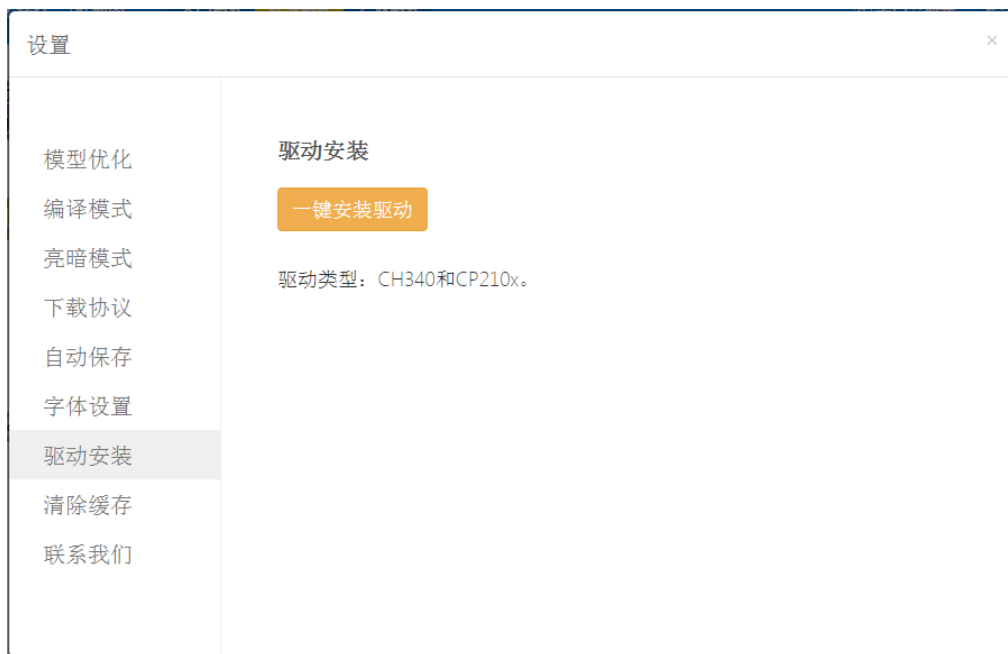 设置
×
模型优化
编译模式
亮暗模式
下载协议
自动保存
字体设置
驱动安装
清除缓存
联系我们
驱动安装
一键安装驱动
驱动类型：CH340和CP210x。